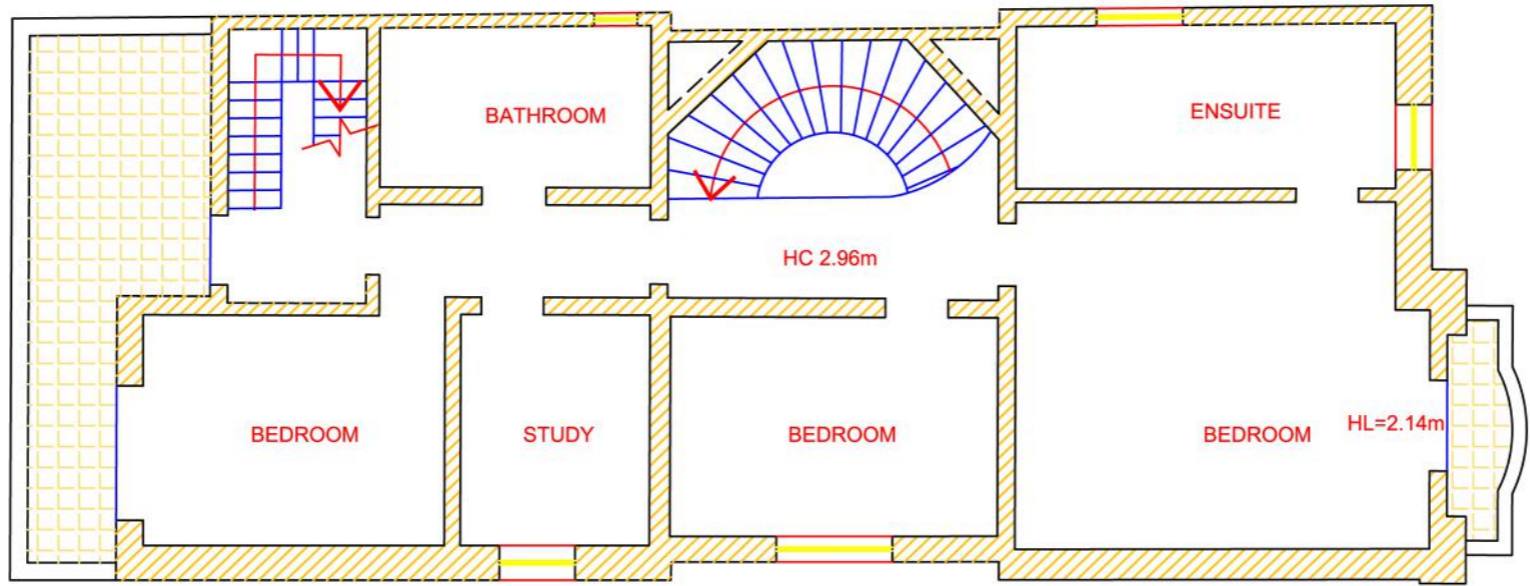 BATHROOM
ENSUITE
HC 2.96m
BEDROOM
STUDY
BEDROOM
BEDROOM
HL=2.14m